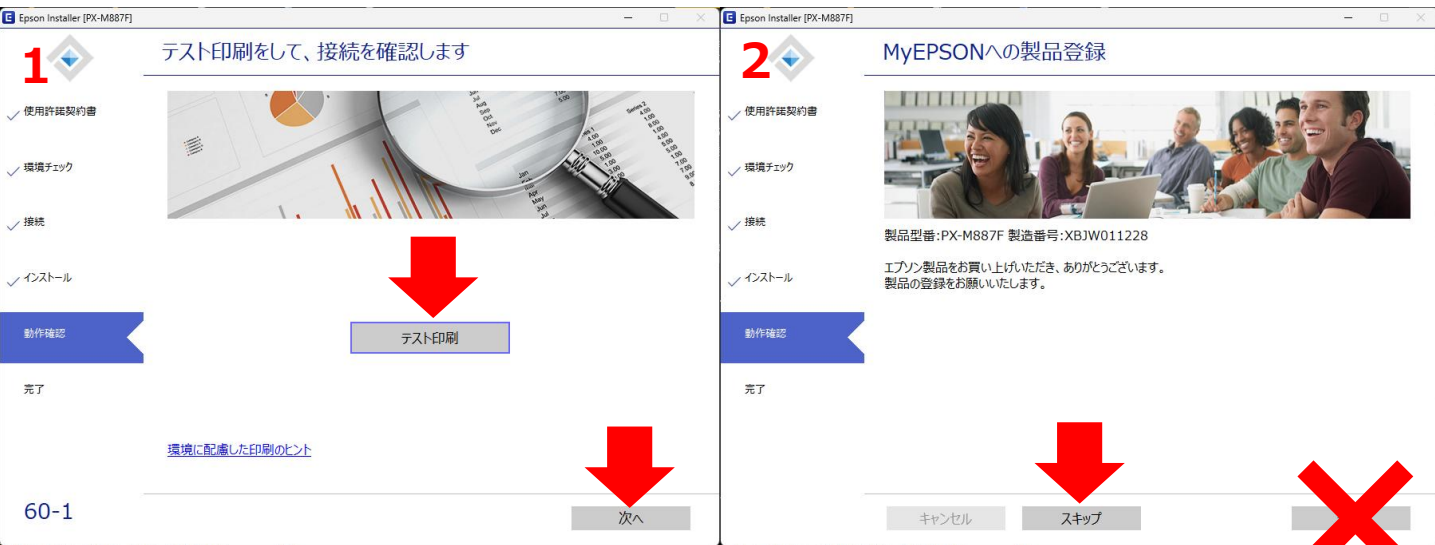 Epson Installer [PX-M887F]
1
テスト印刷をして、接続を確認します
使用許諾契約書
環境チェック
接続
インストール
動作確認
完了
テスト印刷
環境に配慮した印刷のヒント
60-1
次へ
Epson Installer [PX-M887F]
2
MyEPSONへの製品登録
使用許諾契約書
環境チェック
接続
インストール
動作確認
完了
製品型番:PX-M887F 製造番号:XBJW011228
エプソン製品をお買い上げいただき、ありがとうございます。
製品の登録をお願いいたします。
キャンセル
スキップ